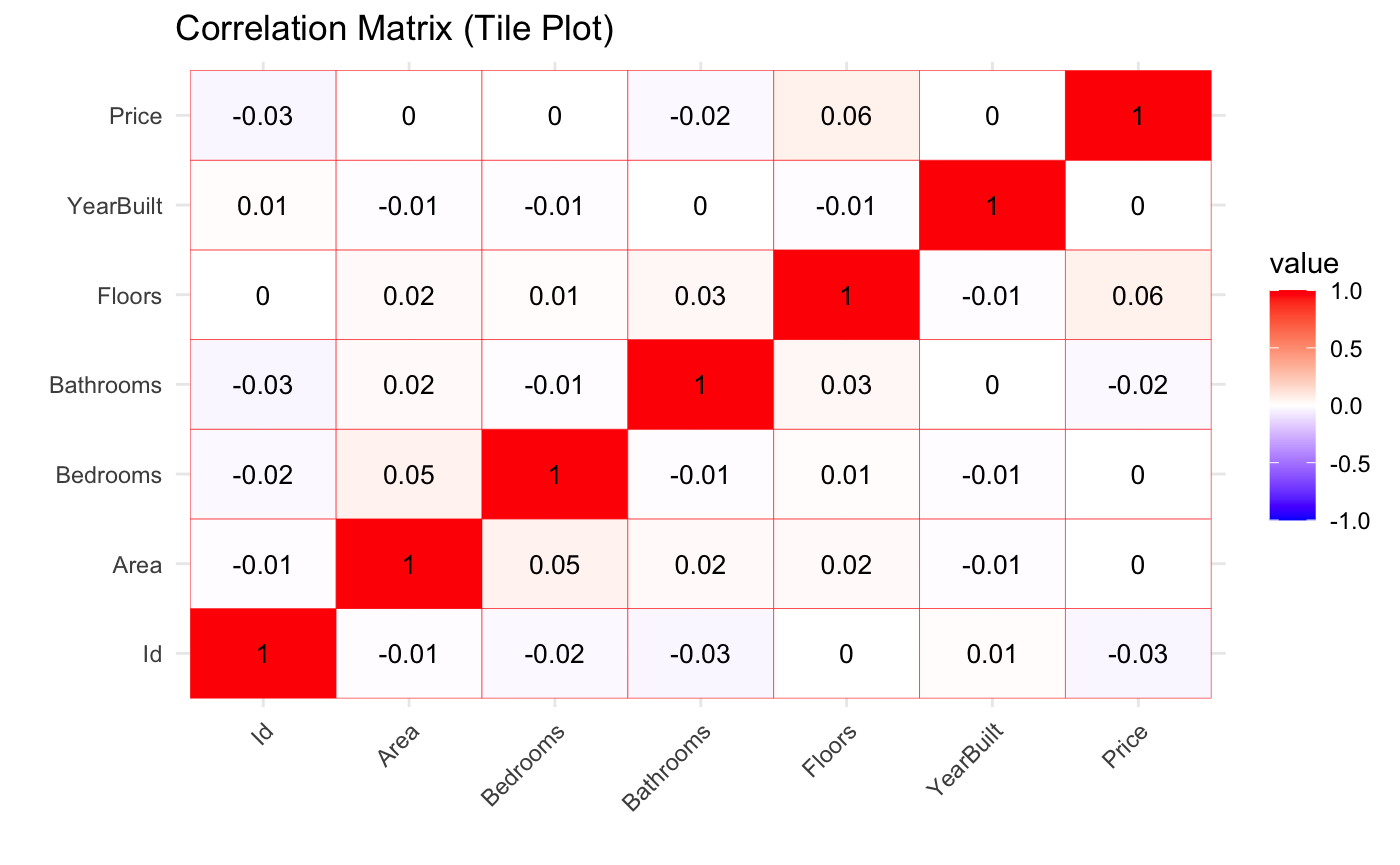 Correlation Matrix (Tile Plot)
Price -0.03 0 0 -0.02 0.06 0 1
YearBuilt 0.01 -0.01 -0.01 0 -0.01 1 0
Floors 0 0.02 0.01 0.03 1 -0.01 0.06
Bathrooms -0.03 0.02 -0.01 1 0.03 0 -0.02
Bedrooms -0.02 0.05 1 -0.01 0.01 -0.01 0
Area -0.01 1 0.05 0.02 0.02 -0.01 0
Id 1 -0.01 -0.02 -0.03 0 0.01 -0.03
Id Area Bedrooms Bathrooms Floors YearBuilt Price
value
1.0
0.5
0.0
-0.5
-1.0